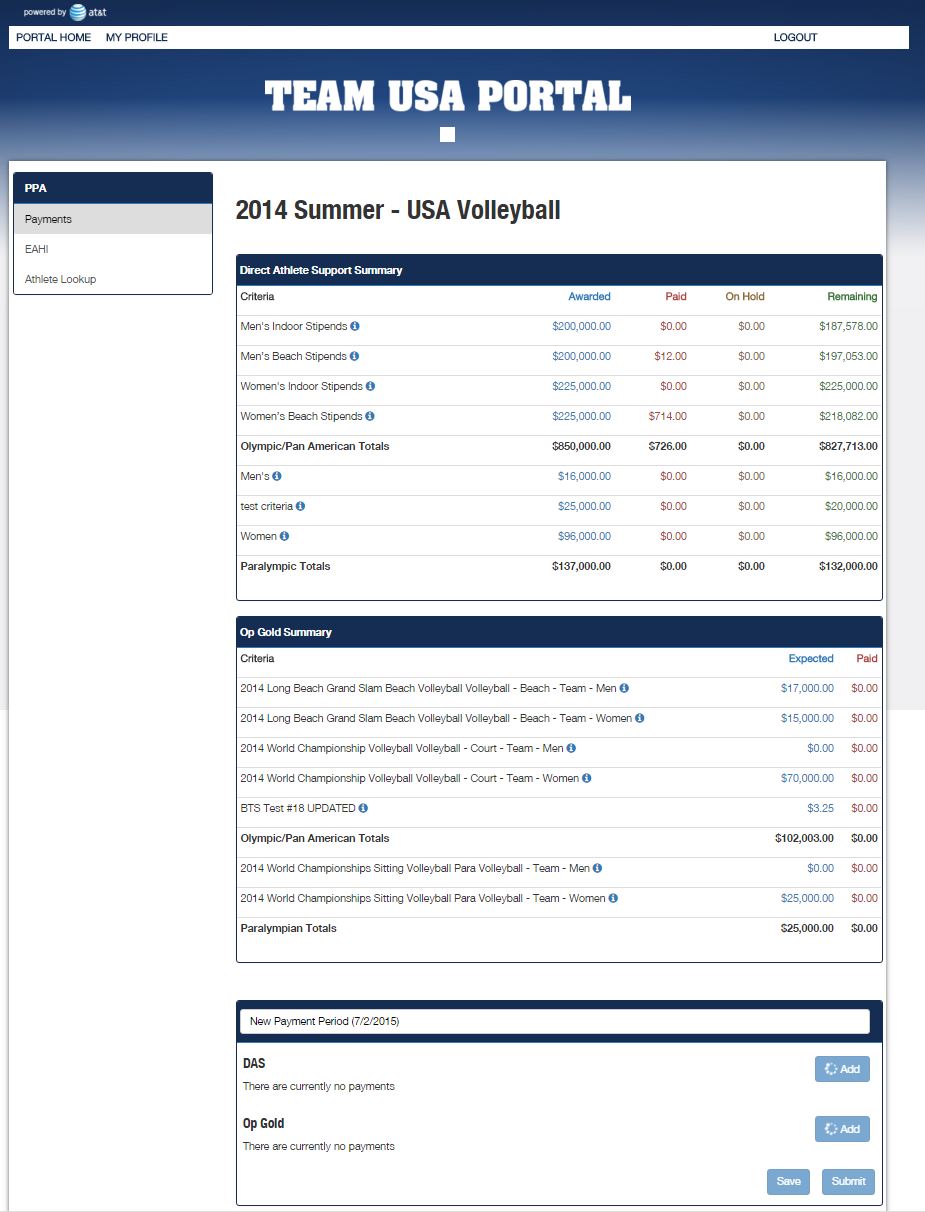 powered by at&t
PORTAL HOME MY PROFILE LOGOUT
TEAM USA PORTAL
PPA
Payments
EAHI
Athlete Lookup
2014 Summer - USA Volleyball
Direct Athlete Support Summary
Criteria Awarded Paid On Hold Remaining
Men's Indoor Stipends $200,000.00 $0.00 $0.00 $187,578.00
Men's Beach Stipends $200,000.00 $12.00 $0.00 $197,053.00
Women's Indoor Stipends $225,000.00 $0.00 $0.00 $225,000.00
Women's Beach Stipends $225,000.00 $714.00 $0.00 $218,082.00
Olympic/Pan American Totals $850,000.00 $726.00 $0.00 $827,713.00
Men's $16,000.00 $0.00 $0.00 $16,000.00
test criteria $25,000.00 $0.00 $0.00 $20,000.00
Women $96,000.00 $0.00 $0.00 $96,000.00
Paralympic Totals $137,000.00 $0.00 $0.00 $132,000.00
Op Gold Summary
Criteria Expected Paid
2014 Long Beach Grand Slam Beach Volleyball Volleyball - Beach - Team - Men $17,000.00 $0.00
2014 Long Beach Grand Slam Beach Volleyball Volleyball - Beach - Team - Women $15,000.00 $0.00
2014 World Championship Volleyball Volleyball - Court - Team - Men $0.00 $0.00
2014 World Championship Volleyball Volleyball - Court - Team - Women $70,000.00 $0.00
BTS Test #18 UPDATED $3.25 $0.00
Olympic/Pan American Totals $102,003.00 $0.00
2014 World Championships Sitting Volleyball Para Volleyball - Team - Men $0.00 $0.00
2014 World Championships Sitting Volleyball Para Volleyball - Team - Women $25,000.00 $0.00
Paralympian Totals $25,000.00 $0.00
New Payment Period (7/2/2015)
DAS Add
There are currently no payments
Op Gold Add
There are currently no payments
Save Submit